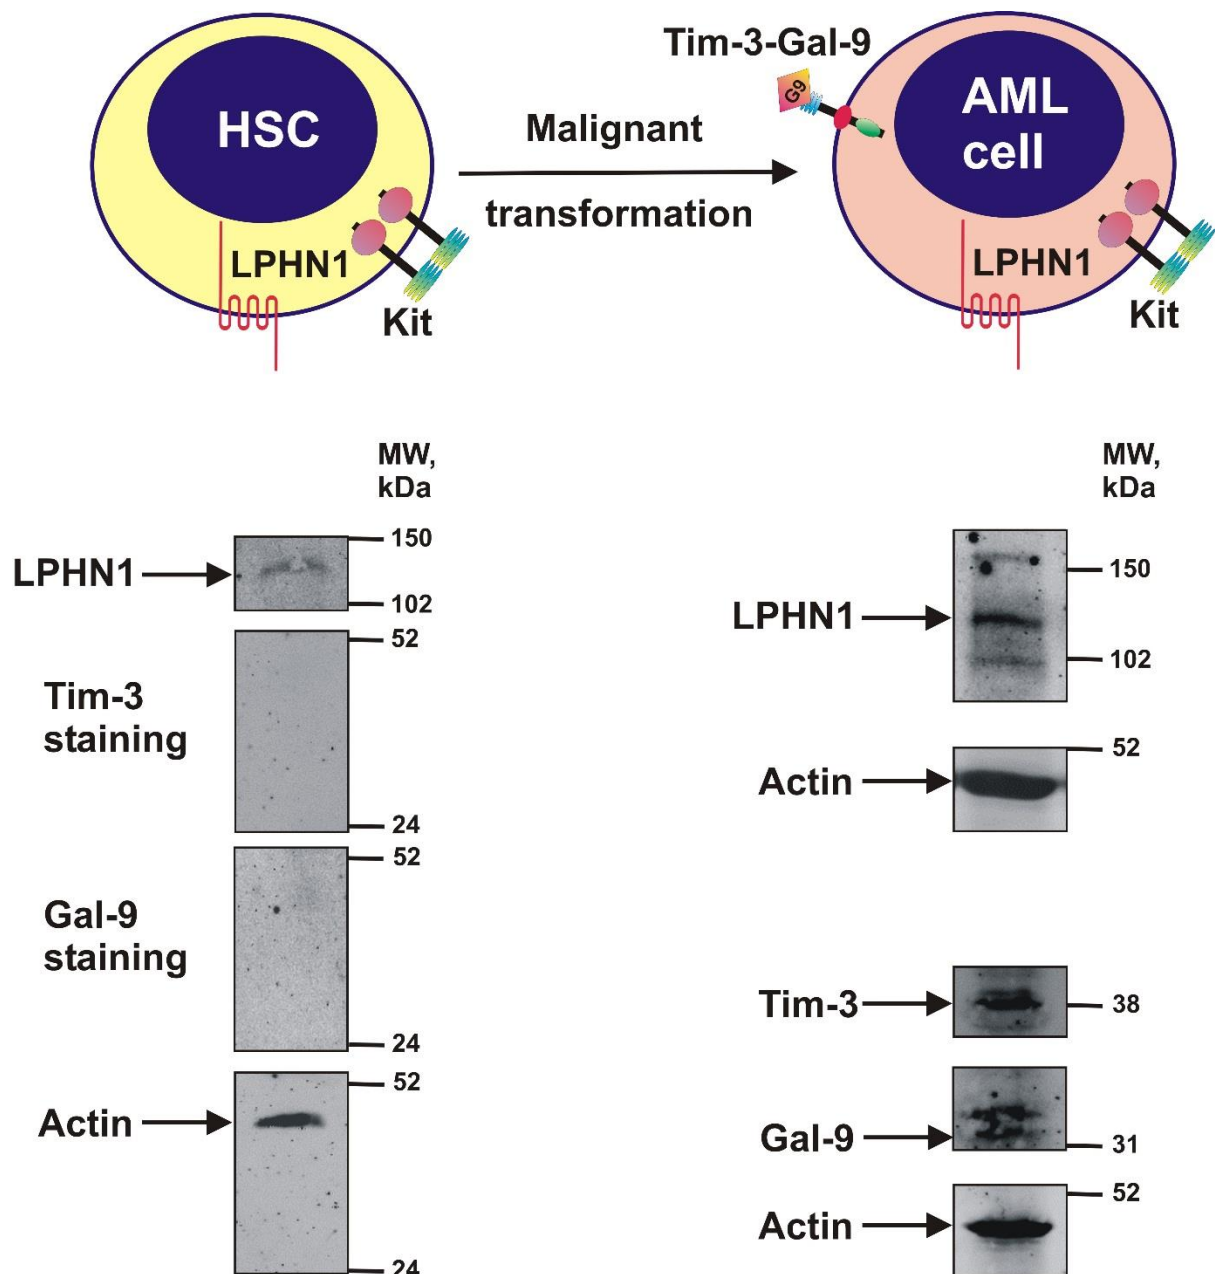 HSC
LPHN1
Kit
Malignant
transformation
Tim-3-Gal-9
G9
AML
cell
LPHN1
Kit
MW,
kDa
150
LPHN1
102
52
Tim-3
staining
24
52
Gal-9
staining
24
52
Actin
24
MW,
kDa
150
LPHN1
102
52
Actin
Tim-3
38
Gal-9
31
52
Actin